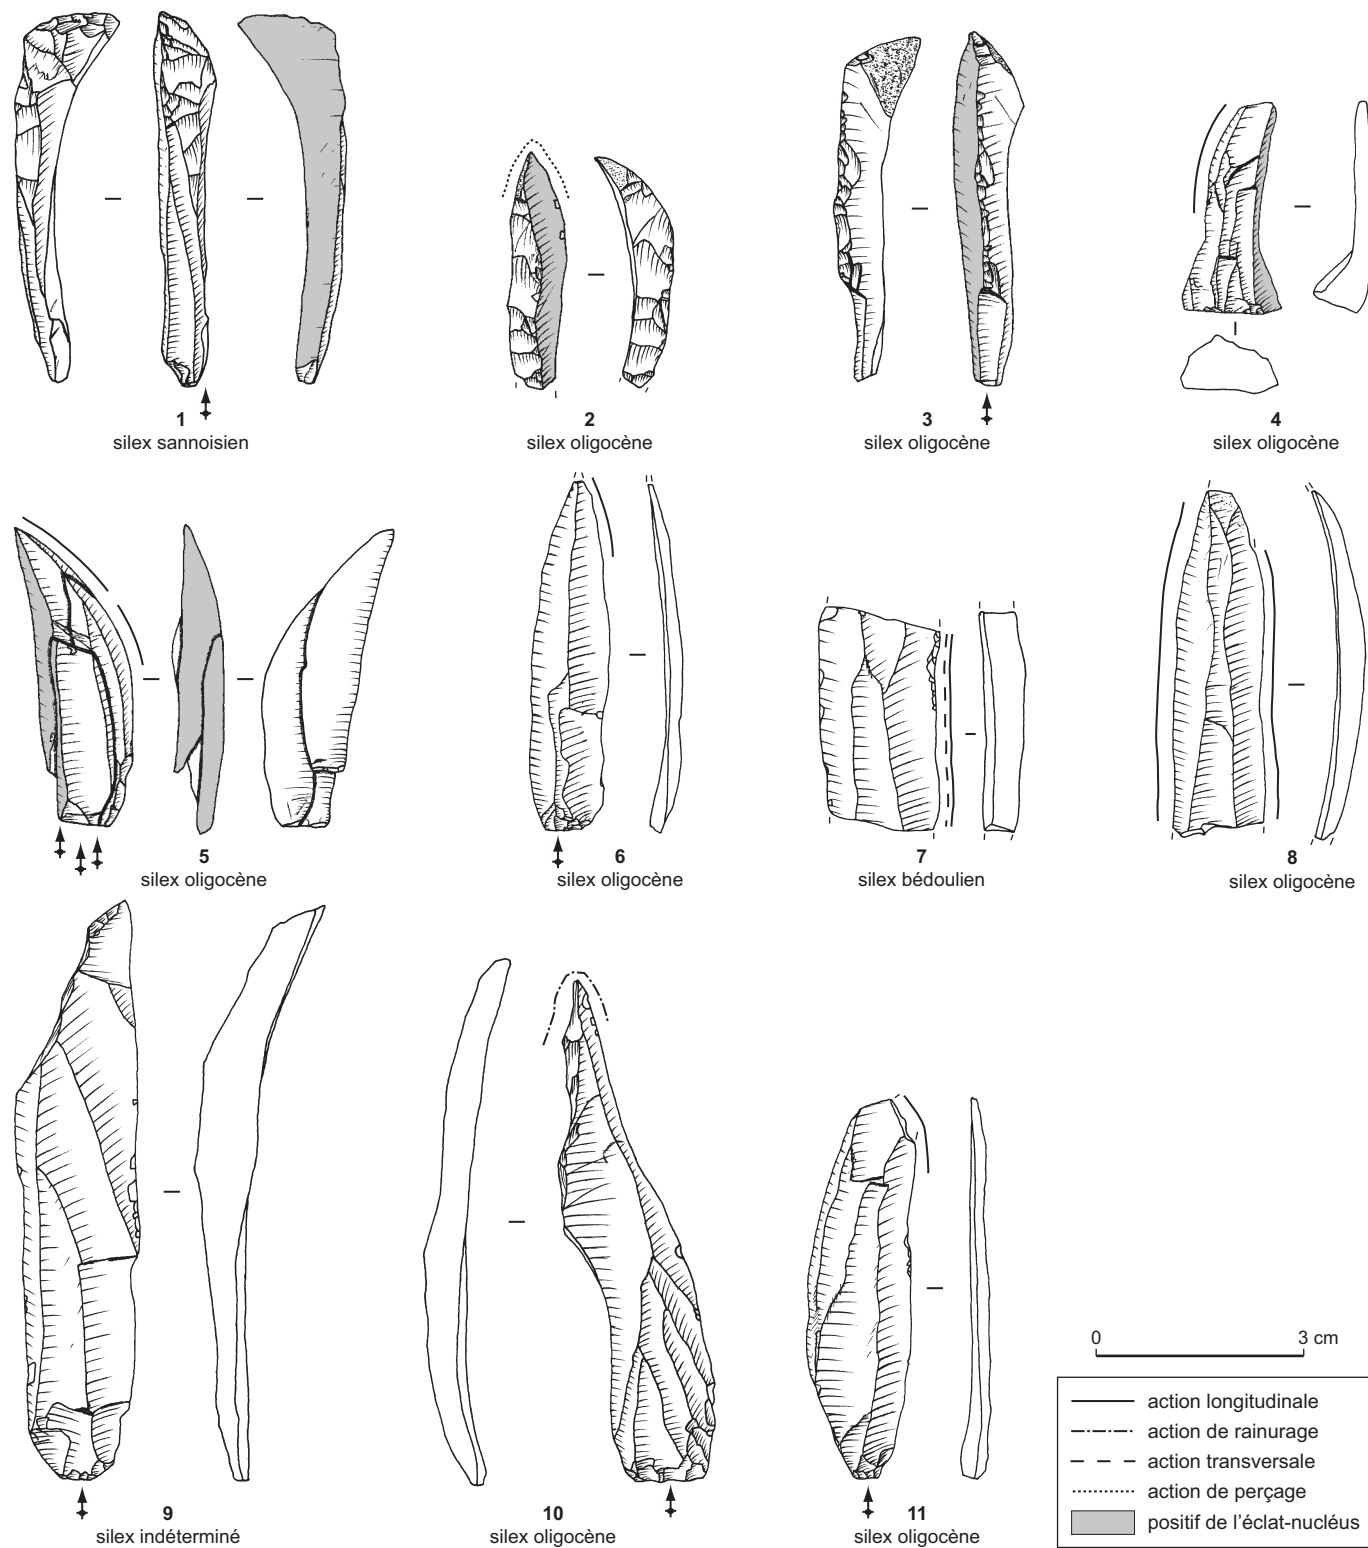 1
silex sannoisien
2
silex oligocène
3
silex oligocène
4
silex oligocène
5
silex oligocène
6
silex oligocène
7
silex bédoulien
8
silex oligocène
9
silex indéterminé
10
silex oligocène
11
silex oligocène
0 3 cm
action longitudinale
action de rainurage
action transversale
action de perçage
positif de l'éclat-nucléus